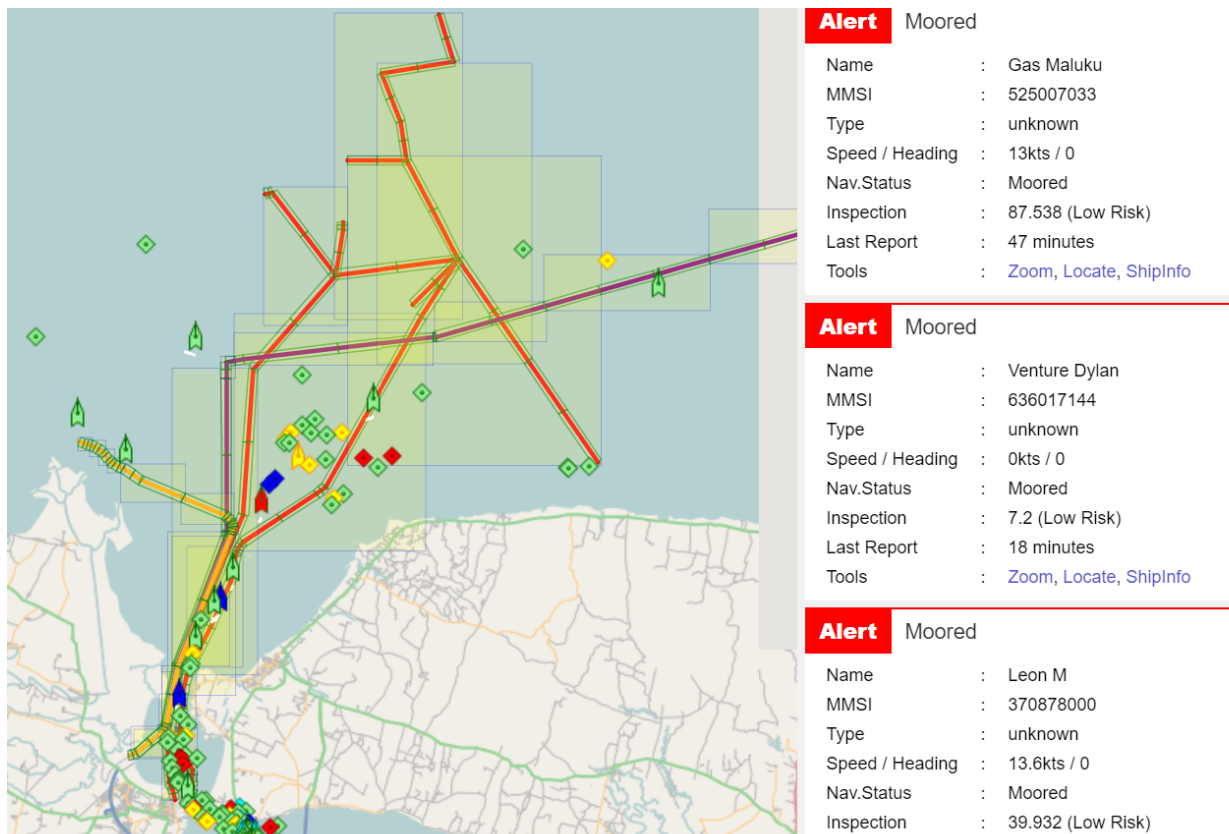 Alert Moored
Name : Gas Maluku
MMSI : 525007033
Type : unknown
Speed / Heading : 13kts / 0
Nav.Status : Moored
Inspection : 87.538 (Low Risk)
Last Report : 47 minutes
Tools : Zoom, Locate, ShipInfo
Alert Moored
Name : Venture Dylan
MMSI : 636017144
Type : unknown
Speed / Heading : 0kts / 0
Nav.Status : Moored
Inspection : 7.2 (Low Risk)
Last Report : 18 minutes
Tools : Zoom, Locate, ShipInfo
Alert Moored
Name : Leon M
MMSI : 370878000
Type : unknown
Speed / Heading : 13.6kts / 0
Nav.Status : Moored
Inspection : 39.932 (Low Risk)